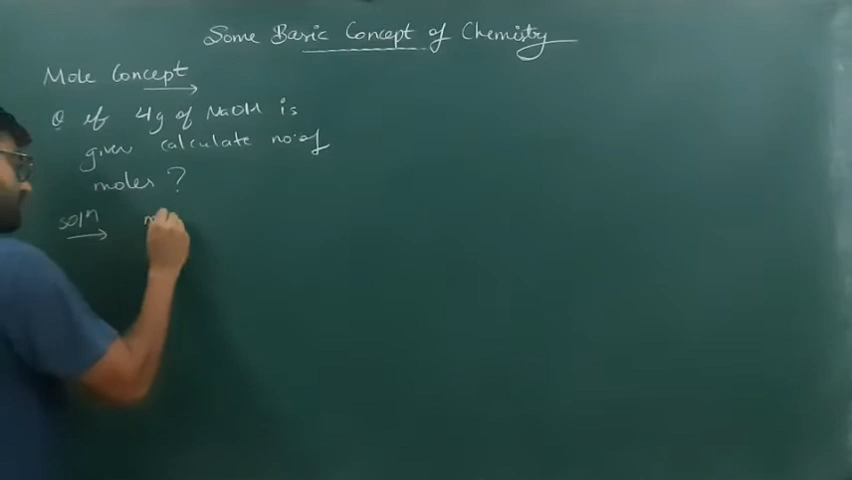 Some Basic Concept of Chemistry
Mole Concept
Q if 4g of NaOH is
given calculate no. of
moles ?
soln